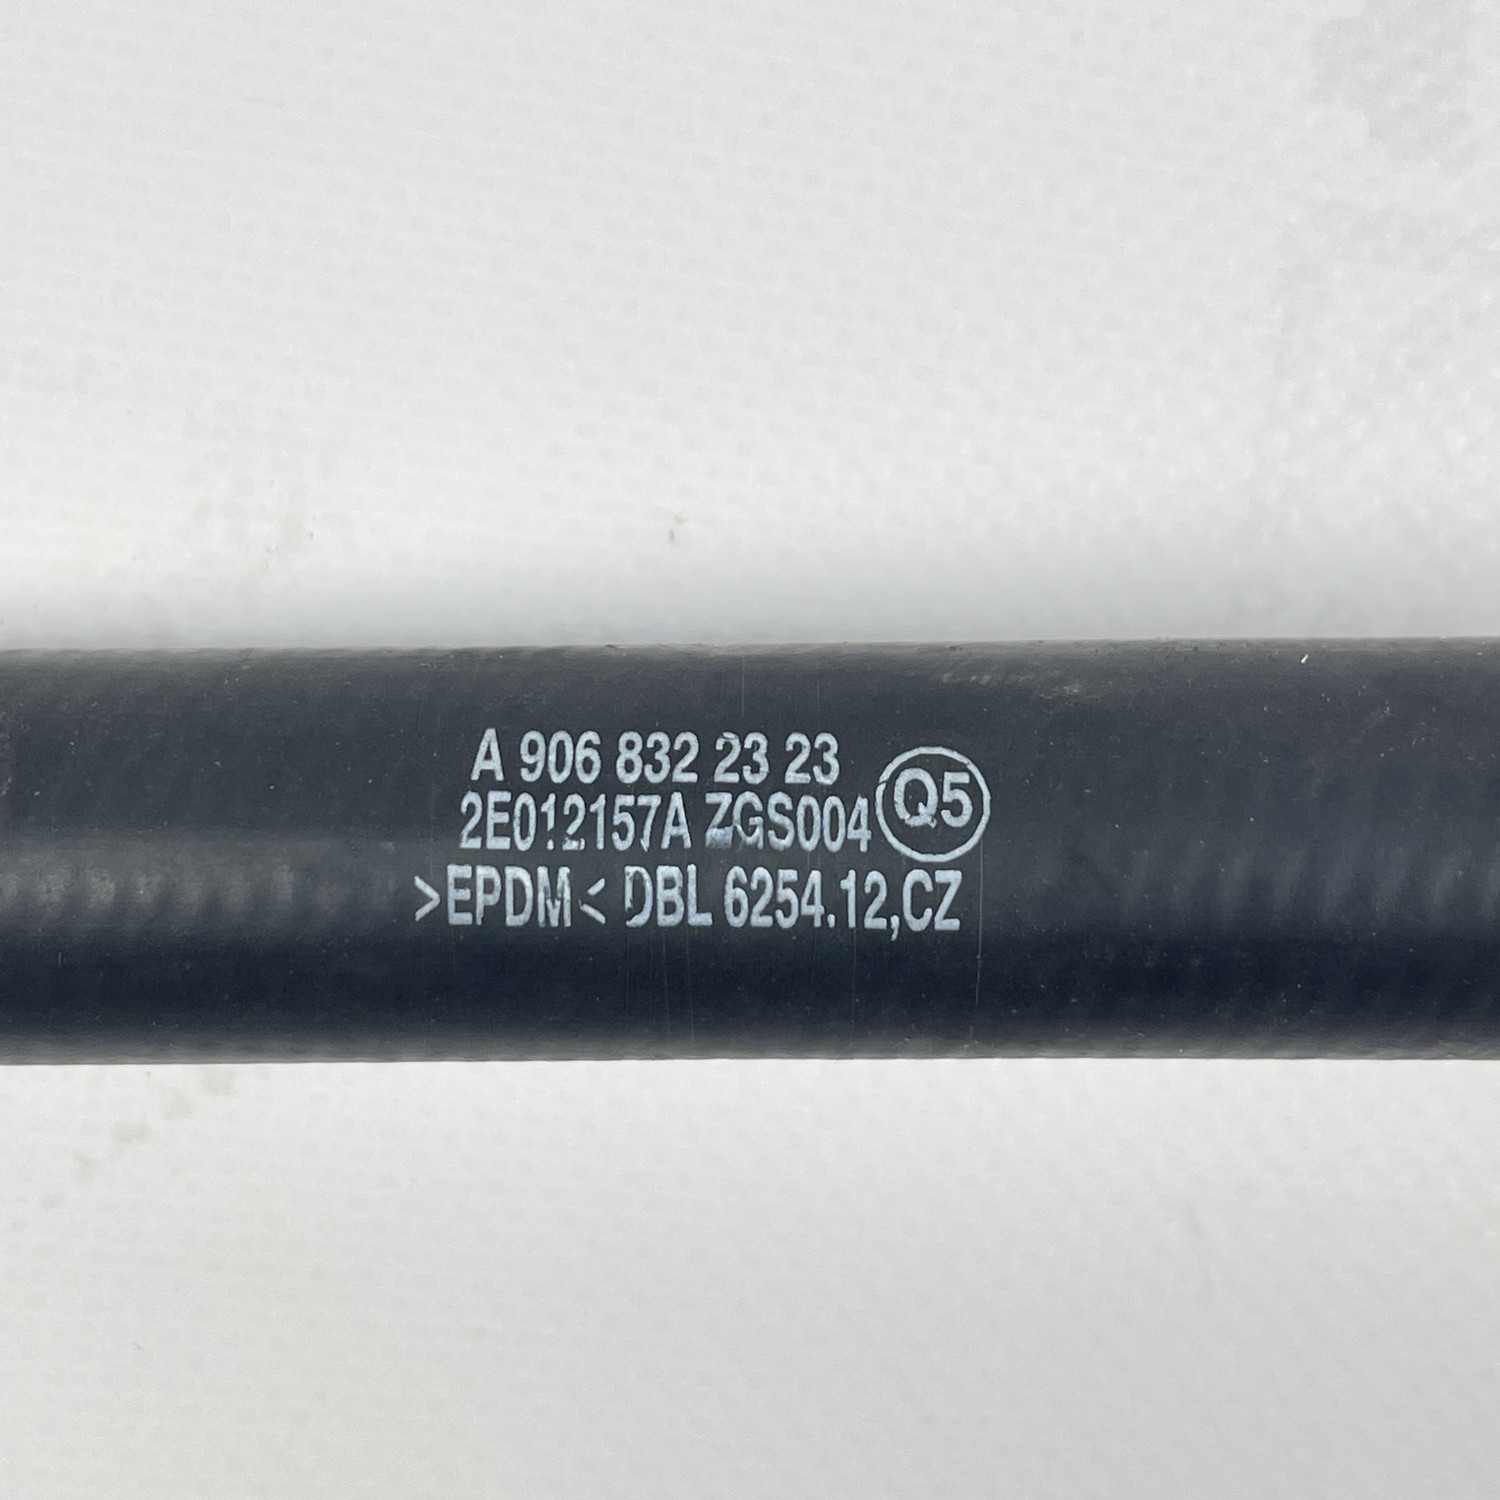 A 906 832 23 23
2E012157A ZGS004 Q5
>EPDM< DBL 6254.12,CZ